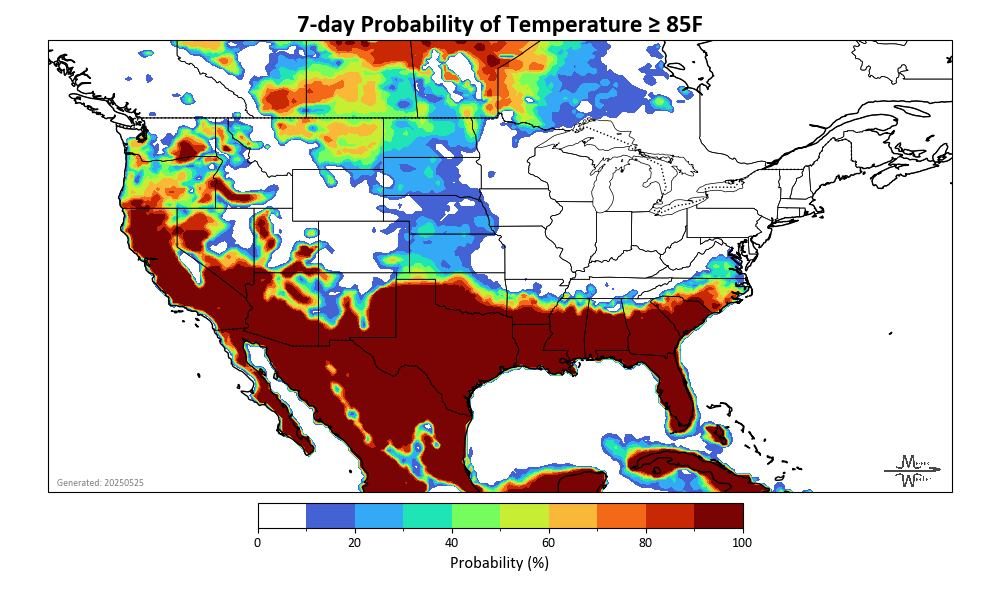 7-day Probability of Temperature ≥ 85F
Generated: 20250525
0 20 40 60 80 100
Probability (%)